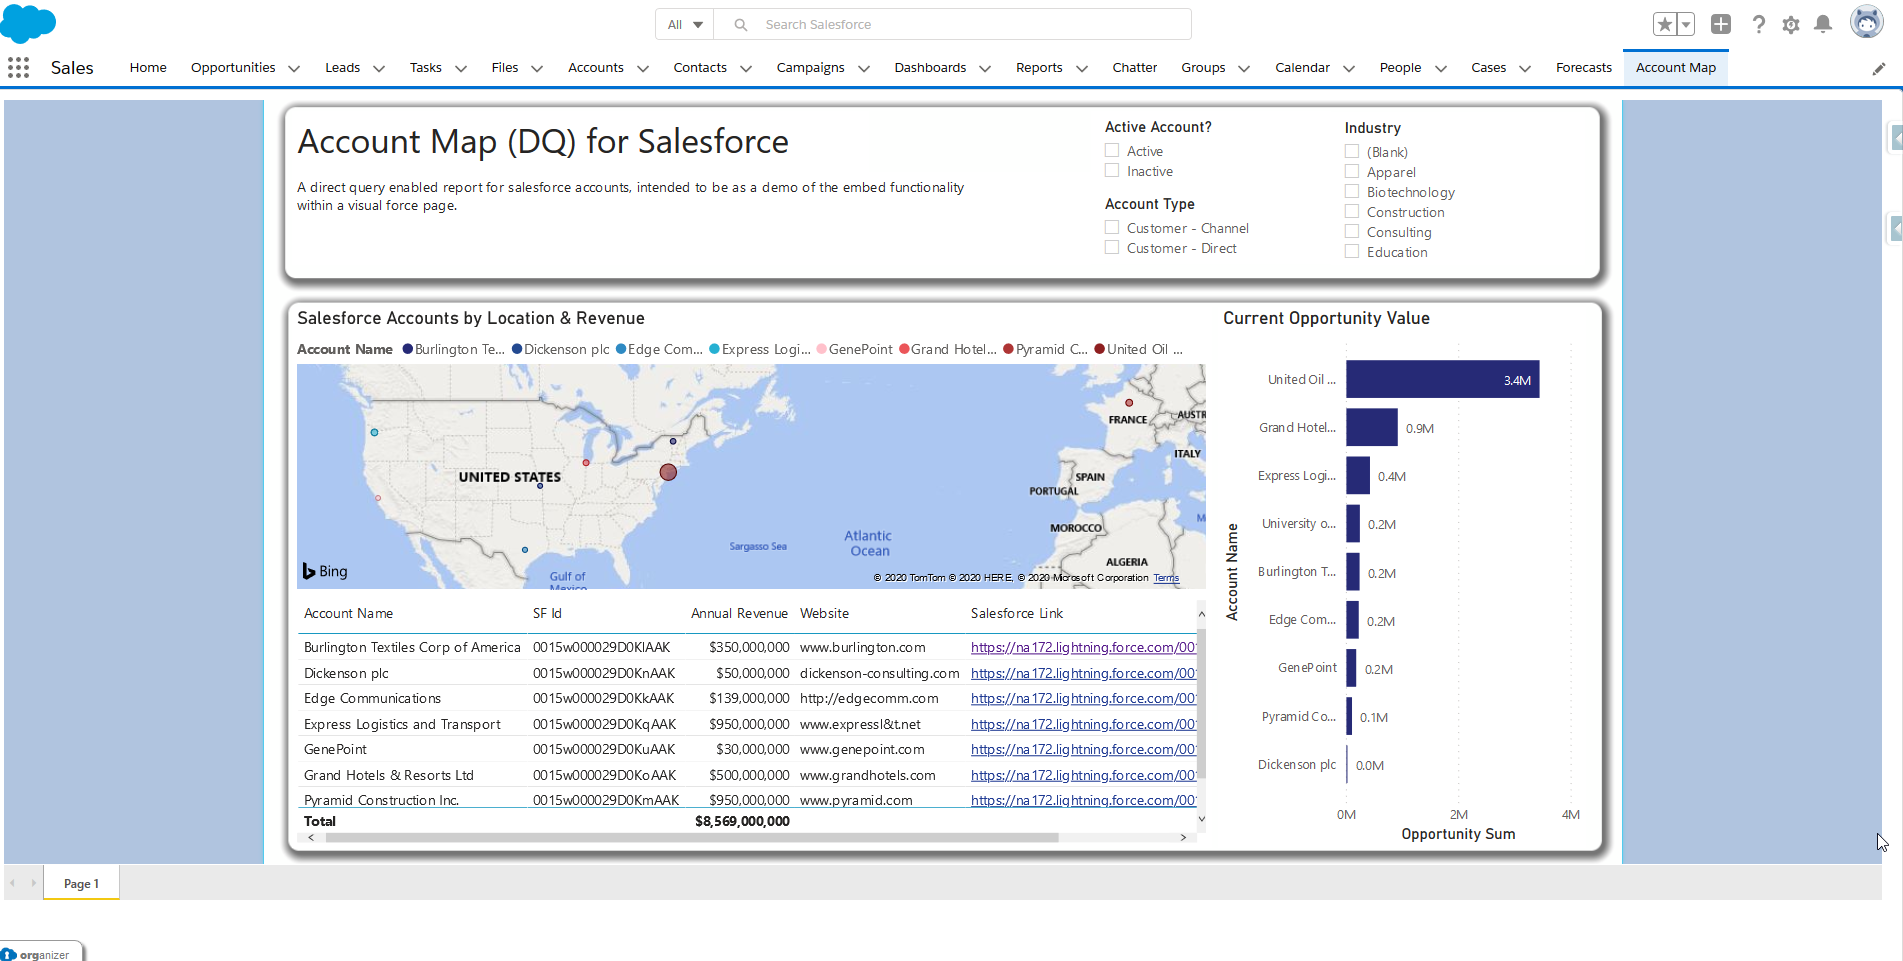 All
Search Salesforce
Sales
Home
Opportunities
Leads
Tasks
Files
Accounts
Contacts
Campaigns
Dashboards
Reports
Chatter
Groups
Calendar
People
Cases
Forecasts
Account Map
Account Map (DQ) for Salesforce
A direct query enabled report for salesforce accounts, intended to be as a demo of the embed functionality
within a visual force page.
Active Account?
Active
Inactive
Account Type
Customer - Channel
Customer - Direct
Industry
(Blank)
Apparel
Biotechnology
Construction
Consulting
Education
Salesforce Accounts by Location & Revenue
Account Name Burlington Te... Dickenson plc Edge Com... Express Logi... GenePoint Grand Hotel... Pyramid C... United Oil ...
UNITED STATES
FRANCE
AUSTR
ITALY
SPAIN
PORTUGAL
MOROCCO
ALGERIA
Sargasso Sea
Atlantic
Ocean
Gulf of
Mexico
M
Bing
© 2020 TomTom © 2020 HERE, © 2020 Microsoft Corporation Terms
Account Name SF Id Annual Revenue Website Salesforce Link
Burlington Textiles Corp of America 0015w000029D0KlAAK $350,000,000 www.burlington.com https://na172.lightning.force.com/001
Dickenson plc 0015w000029D0KnAAK $50,000,000 dickenson-consulting.com https://na172.lightning.force.com/001
Edge Communications 0015w000029D0KkAAK $139,000,000 http://edgecomm.com https://na172.lightning.force.com/001
Express Logistics and Transport 0015w000029D0KqAAK $950,000,000 www.expressl&t.net https://na172.lightning.force.com/001
GenePoint 0015w000029D0KuAAK $30,000,000 www.genepoint.com https://na172.lightning.force.com/001
Grand Hotels & Resorts Ltd 0015w000029D0KoAAK $500,000,000 www.grandhotels.com https://na172.lightning.force.com/001
Pyramid Construction Inc. 0015w000029D0KmAAK $950,000,000 www.pyramid.com https://na172.lightning.force.com/001
Total $8,569,000,000
Current Opportunity Value
Account Name
United Oil ... 3.4M
Grand Hotel... 0.9M
Express Logi... 0.4M
University o... 0.2M
Burlington T... 0.2M
Edge Com... 0.2M
GenePoint 0.2M
Pyramid Co... 0.1M
Dickenson plc 0.0M
0M 2M 4M
Opportunity Sum
Page 1
organizer